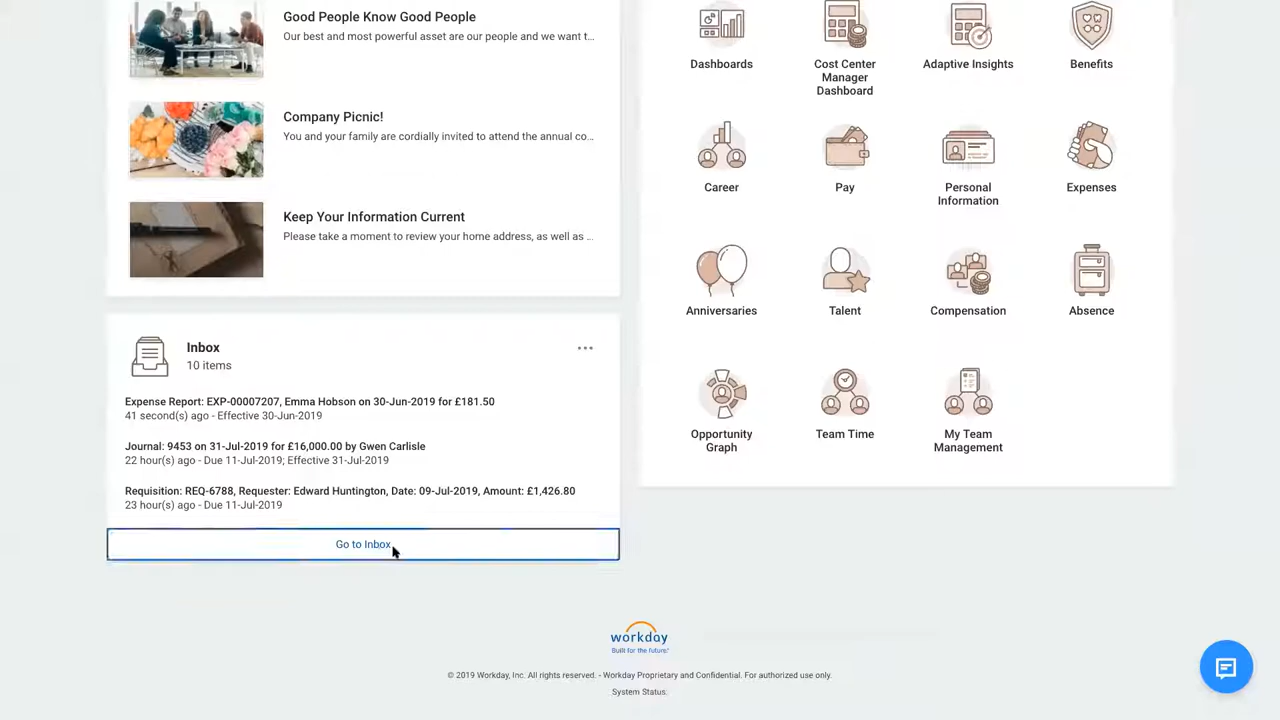 Good People Know Good People
Our best and most powerful asset are our people and we want t...
Company Picnic!
You and your family are cordially invited to attend the annual co...
Keep Your Information Current
Please take a moment to review your home address, as well as ...
Inbox
10 items
Expense Report: EXP-00007207, Emma Hobson on 30-Jun-2019 for £181.50
41 second(s) ago - Effective 30-Jun-2019
Journal: 9453 on 31-Jul-2019 for £16,000.00 by Gwen Carlisle
22 hour(s) ago - Due 11-Jul-2019; Effective 31-Jul-2019
Requisition: REQ-6788, Requester: Edward Huntington, Date: 09-Jul-2019, Amount: £1,426.80
23 hour(s) ago - Due 11-Jul-2019
Go to Inbox
Dashboards
Cost Center
Manager
Dashboard
Adaptive Insights
Benefits
Career
Pay
Personal
Information
Expenses
Anniversaries
Talent
Compensation
Absence
Opportunity
Graph
Team Time
My Team
Management
workday
Built for the future.
© 2019 Workday, Inc. All rights reserved. - Workday Proprietary and Confidential. For authorized use only.
System Status: